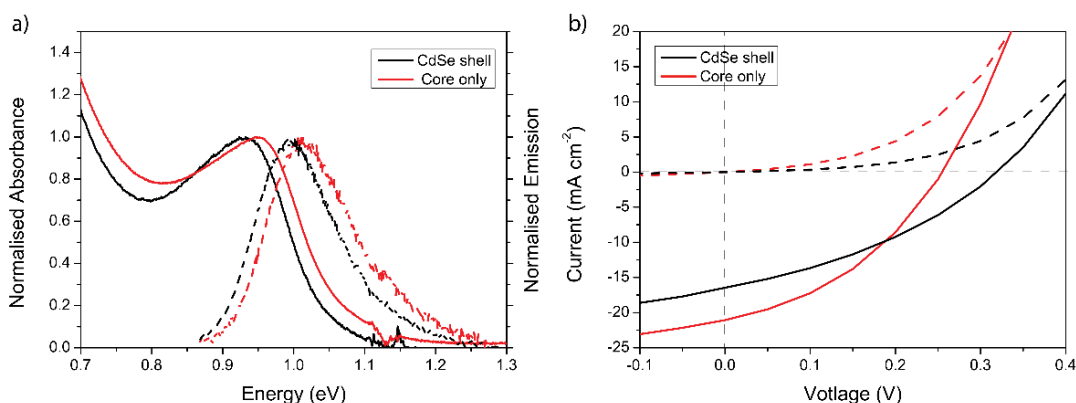 a)
Normalised Absorbance
1.4
1.2
1.0
0.8
0.6
0.4
0.2
0.0
0.7 0.8 0.9 1.0 1.1 1.2 1.3
Energy (eV)
Normalised Emission
CdSe shell
Core only
b)
Current (mA cm⁻²)
20
15
10
5
0
-5
-10
-15
-20
-25
-0.1 0.0 0.1 0.2 0.3 0.4
Votlage (V)
CdSe shell
Core only